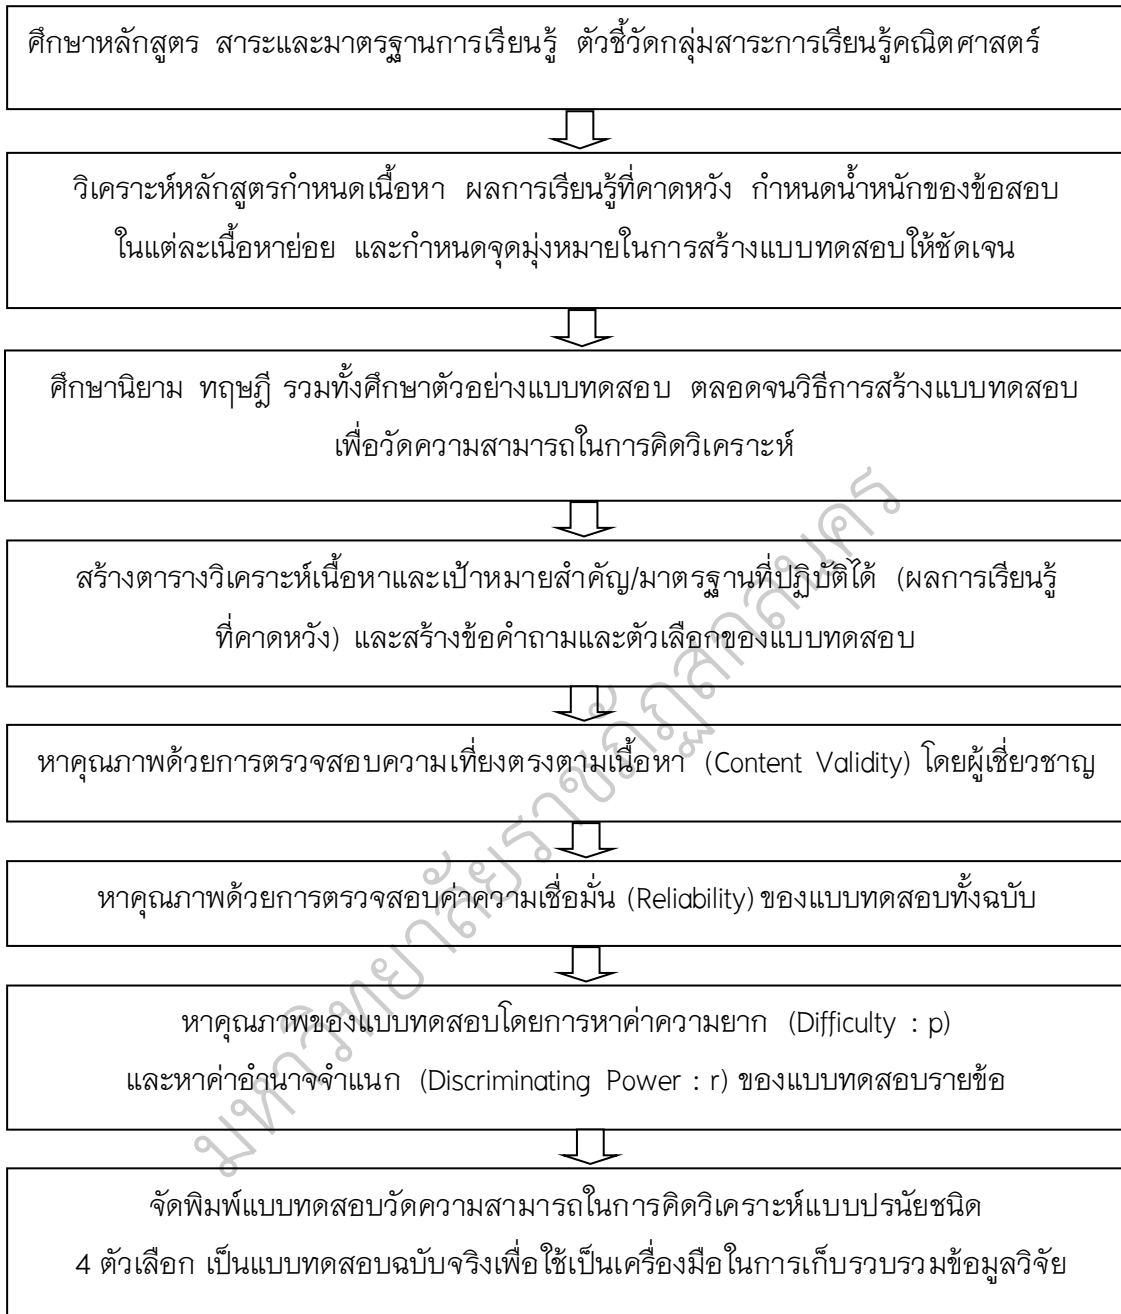 ศึกษาหลักสูตร สาระและมาตรฐานการเรียนรู้ ตัวชี้วัดกลุ่มสาระการเรียนรู้คณิตศาสตร์
วิเคราะห์หลักสูตรกำหนดเนื้อหา ผลการเรียนรู้ที่คาดหวัง กำหนดน้ำหนักของข้อสอบ
ในแต่ละเนื้อหาย่อย และกำหนดจุดมุ่งหมายในการสร้างแบบทดสอบให้ชัดเจน
ศึกษานิยาม ทฤษฎี รวมทั้งศึกษาตัวอย่างแบบทดสอบ ตลอดจนวิธีการสร้างแบบทดสอบ
เพื่อวัดความสามารถในการคิดวิเคราะห์
สร้างตารางวิเคราะห์เนื้อหาและเป้าหมายสำคัญ/มาตรฐานที่ปฏิบัติได้ (ผลการเรียนรู้
ที่คาดหวัง) และสร้างข้อคำถามและตัวเลือกของแบบทดสอบ
หาคุณภาพด้วยการตรวจสอบความเที่ยงตรงตามเนื้อหา (Content Validity) โดยผู้เชี่ยวชาญ
หาคุณภาพด้วยการตรวจสอบค่าความเชื่อมั่น (Reliability) ของแบบทดสอบทั้งฉบับ
หาคุณภาพของแบบทดสอบโดยการหาค่าความยาก (Difficulty : p)
และหาค่าอำนาจจำแนก (Discriminating Power : r) ของแบบทดสอบรายข้อ
จัดพิมพ์แบบทดสอบวัดความสามารถในการคิดวิเคราะห์แบบปรนัยชนิด
4 ตัวเลือก เป็นแบบทดสอบฉบับจริงเพื่อใช้เป็นเครื่องมือในการเก็บรวบรวมข้อมูลวิจัย
มหาวิทยาลัยราชภัฏสกลนคร